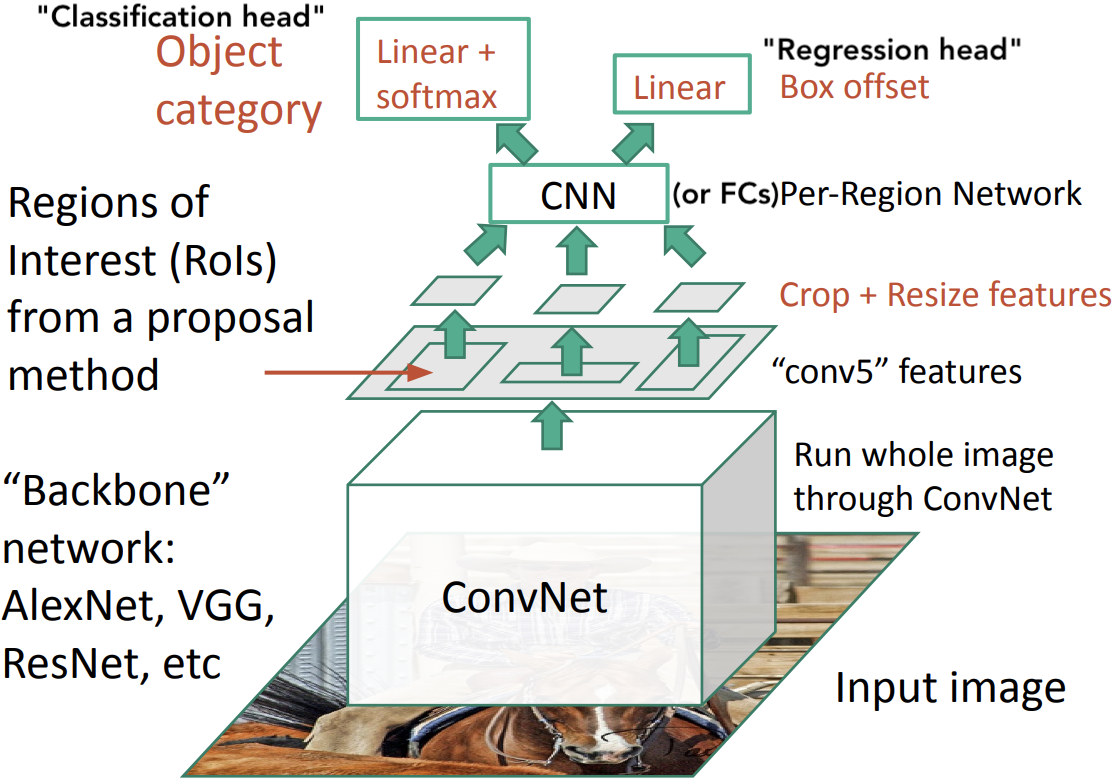 "Classification head"
Object
category
Linear +
softmax
"Regression head"
Linear
Box offset
CNN
(or FCs)Per-Region Network
Regions of
Interest (RoIs)
from a proposal
method
Crop + Resize features
“conv5” features
Run whole image
through ConvNet
“Backbone”
network:
AlexNet, VGG,
ResNet, etc
ConvNet
Input image